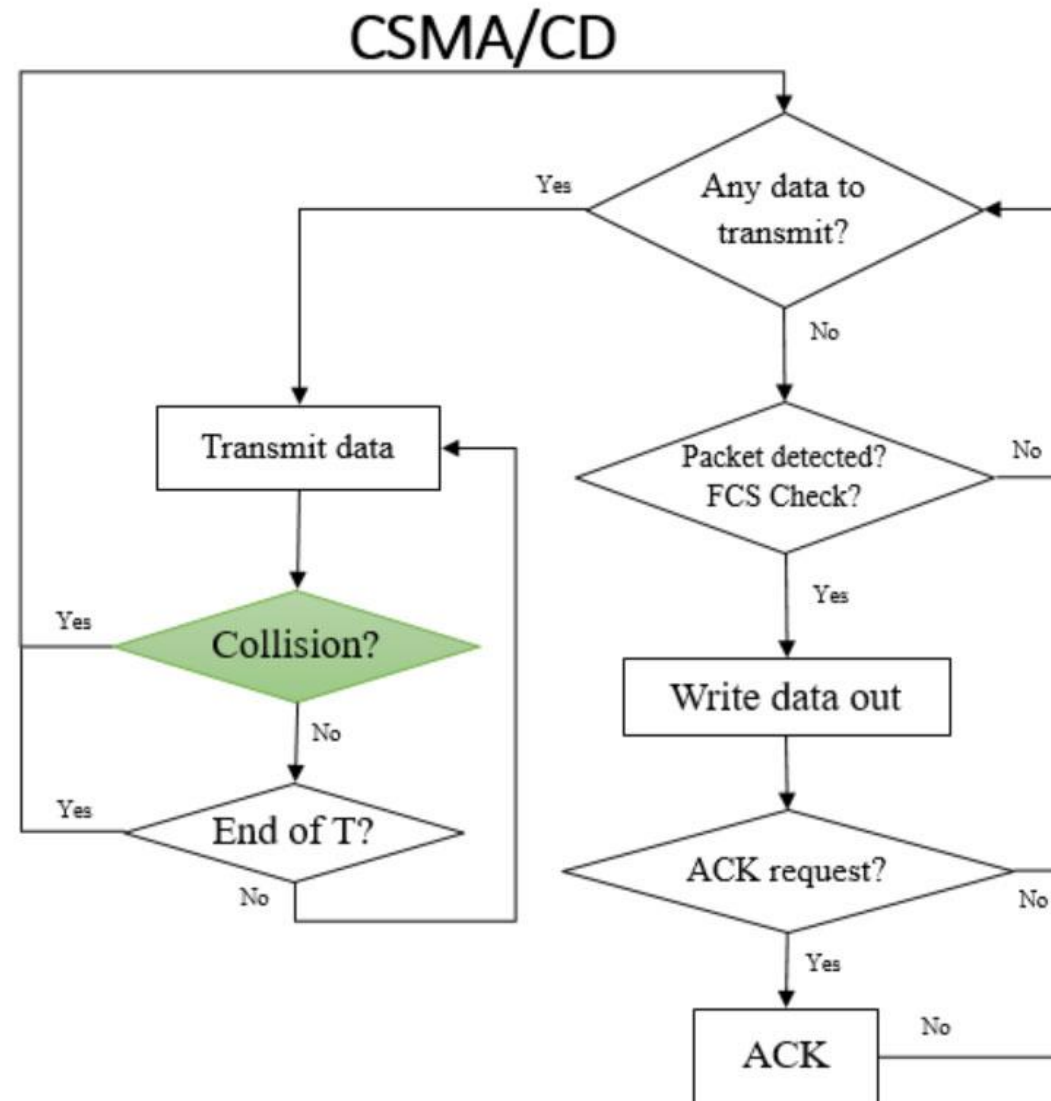 CSMA/CD
Any data to
transmit?
Yes
No
Transmit data
Packet detected?
FCS Check?
No
Yes
Collision?
Yes
No
Write data out
End of T?
Yes
No
ACK request?
No
Yes
ACK
No